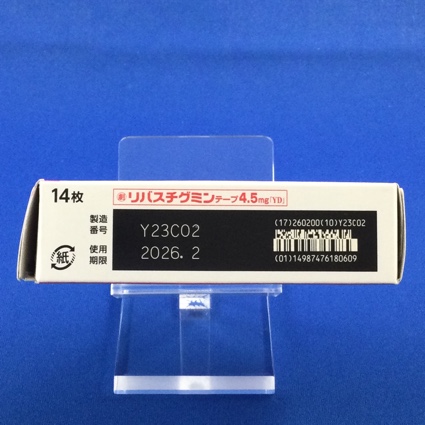 14枚
劇 リバスチグミンテープ4.5mg「YD」
製造番号 Y23C02
使用期限 2026.2
紙
(17)260200(10)Y23C02
(01)14987476180609